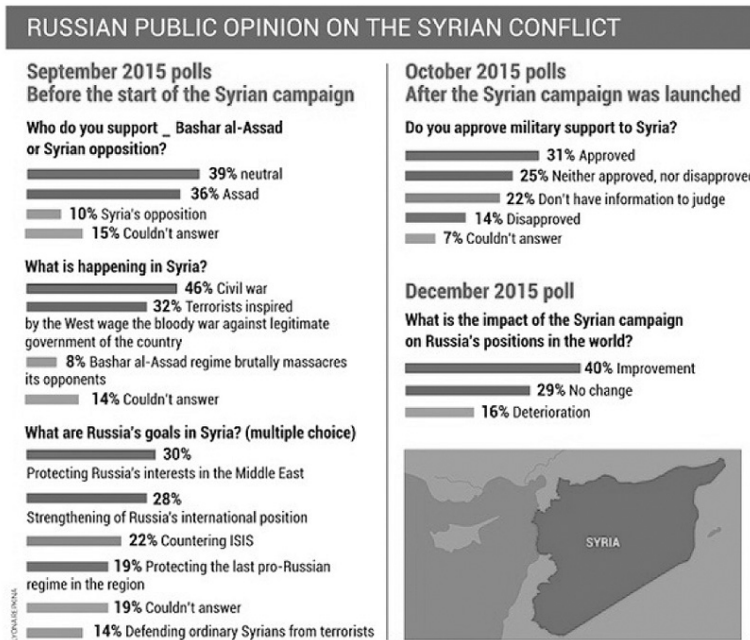 RUSSIAN PUBLIC OPINION ON THE SYRIAN CONFLICT
September 2015 polls
Before the start of the Syrian campaign
Who do you support _ Bashar al-Assad
or Syrian opposition?
39% neutral
36% Assad
10% Syria's opposition
15% Couldn't answer
What is happening in Syria?
46% Civil war
32% Terrorists inspired
by the West wage the bloody war against legitimate
government of the country
8% Bashar al-Assad regime brutally massacres
its opponents
14% Couldn't answer
What are Russia's goals in Syria? (multiple choice)
30%
Protecting Russia's interests in the Middle East
28%
Strengthening of Russia's international position
22% Countering ISIS
19% Protecting the last pro-Russian
regime in the region
19% Couldn't answer
14% Defending ordinary Syrians from terrorists
October 2015 polls
After the Syrian campaign was launched
Do you approve military support to Syria?
31% Approved
25% Neither approved, nor disapprove
22% Don't have information to judge
14% Disapproved
7% Couldn't answer
December 2015 poll
What is the impact of the Syrian campaign
on Russia's positions in the world?
40% Improvement
29% No change
16% Deterioration
SYRIA